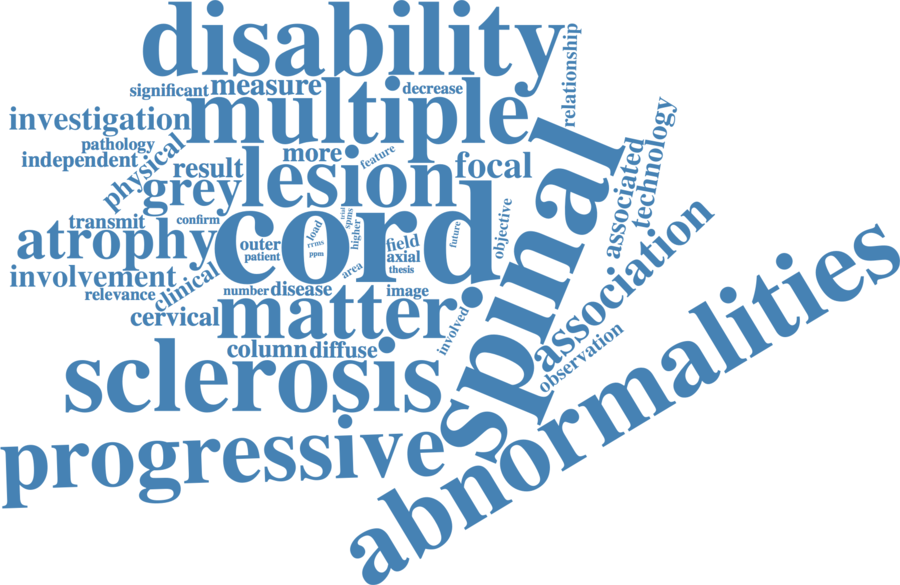 disability
relationship
significant
measure
decrease
multiple
investigation
technology
pathology
independent
physical
result
more
feature
focal
associated
spinal
grey
lesion
transmit
confirm
cord
atrophy
outer
patient
load
rrms
ppm
trial
spms
higher
area
field
axial
thesis
future
objective
association
involvement
clinical
relevance
number
disease
image
cervical
matter
involved
column
diffuse
observation
sclerosis
abnormalities
progressive